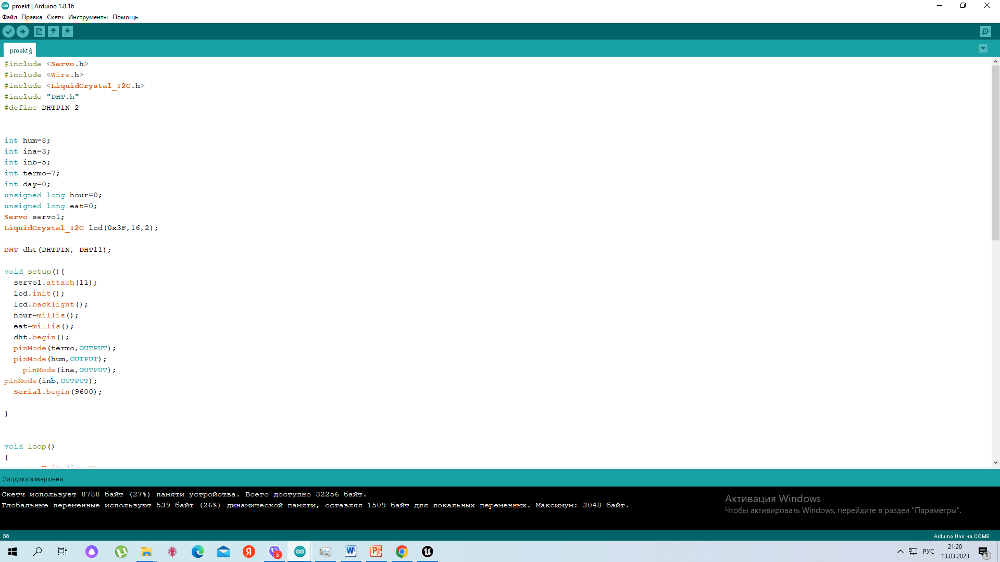 proekt | Arduino 1.8.16
Файл Правка Скетч Инструменты Помощь
proekt §
#include <Servo.h>
#include <Wire.h>
#include <LiquidCrystal_I2C.h>
#include "DHT.h"
#define DHTPIN 2
int hum=8;
int ina=3;
int inb=5;
int termo=7;
int day=0;
unsigned long hour=0;
unsigned long eat=0;
Servo servo1;
LiquidCrystal_I2C lcd(0x3F,16,2);
DHT dht(DHTPIN, DHT11);
void setup(){
servo1.attach(11);
lcd.init();
lcd.backlight();
hour=millis();
eat=millis();
dht.begin();
pinMode(termo,OUTPUT);
pinMode(hum,OUTPUT);
pinMode(ina,OUTPUT);
pinMode(inb,OUTPUT);
Serial.begin(9600);
}
void loop()
{
Загрузка завершена.
Скетч использует 8788 байт (27%) памяти устройства. Всего доступно 32256 байт.
Глобальные переменные используют 539 байт (26%) динамической памяти, оставляя 1509 байт для локальных переменных. Максимум: 2048 байт.
Активация Windows
Чтобы активировать Windows, перейдите в раздел "Параметры".
56
Arduino Uno на COM8
5
РУС
21:20
13.03.2023
1